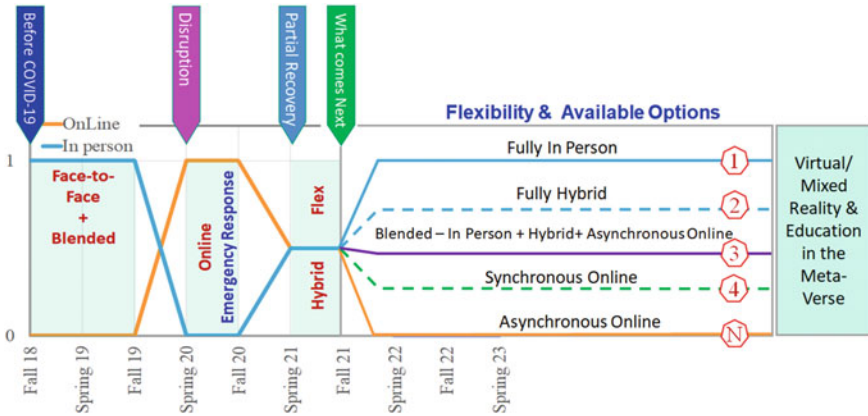 Before COVID-19
Disruption
Partial Recovery
What comes Next
Flexibility & Available Options
OnLine
In person
1
0
Face-to-
Face
+
Blended
Online
Emergency Response
Flex
Hybrid
Fully In Person
1
Fully Hybrid
2
Blended – In Person + Hybrid+ Asynchronous Online
3
Synchronous Online
4
Asynchronous Online
N
Virtual/
Mixed
Reality &
Education
in the
Meta-
Verse
Fall 18
Spring 19
Fall 19
Spring 20
Fall 20
Spring 21
Fall 21
Spring 22
Fall 22
Spring 23